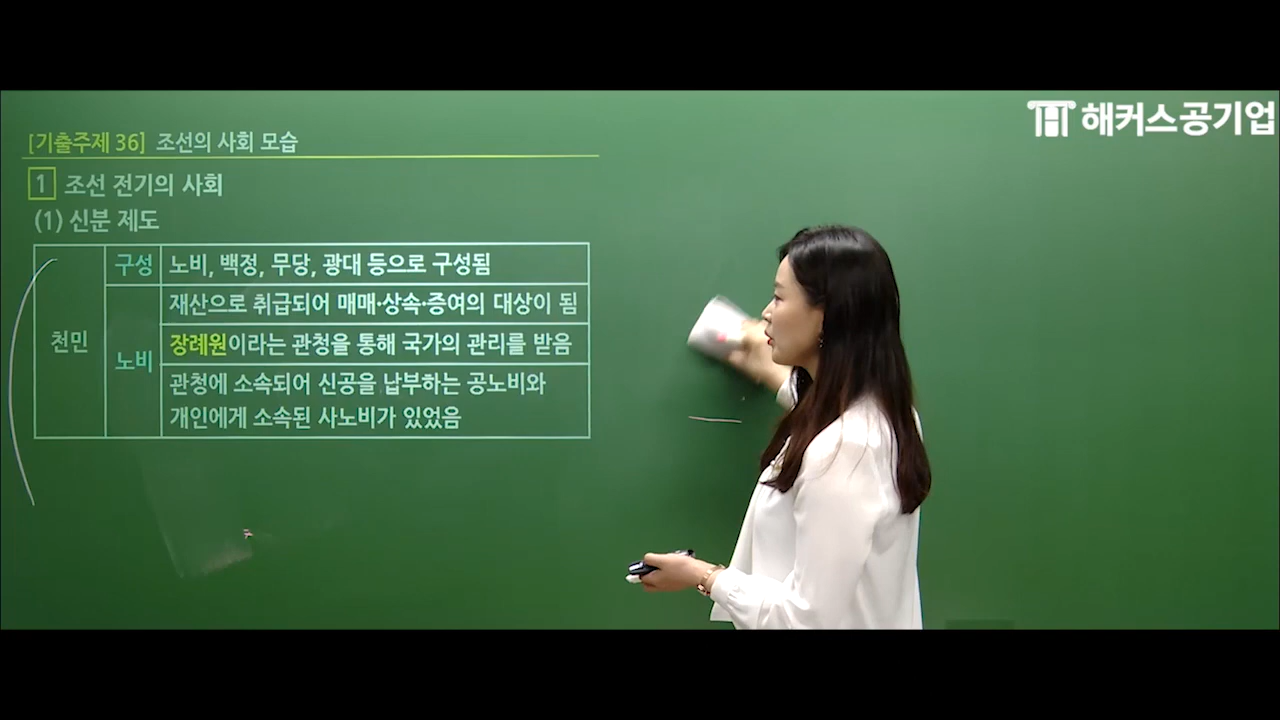 해커스공기업
[기출주제 36] 조선의 사회 모습
1 조선 전기의 사회
(1) 신분 제도
천민
구성
노비, 백정, 무당, 광대 등으로 구성됨
노비
재산으로 취급되어 매매·상속·증여의 대상이 됨
장례원이라는 관청을 통해 국가의 관리를 받음
관청에 소속되어 신공을 납부하는 공노비와
개인에게 소속된 사노비가 있었음